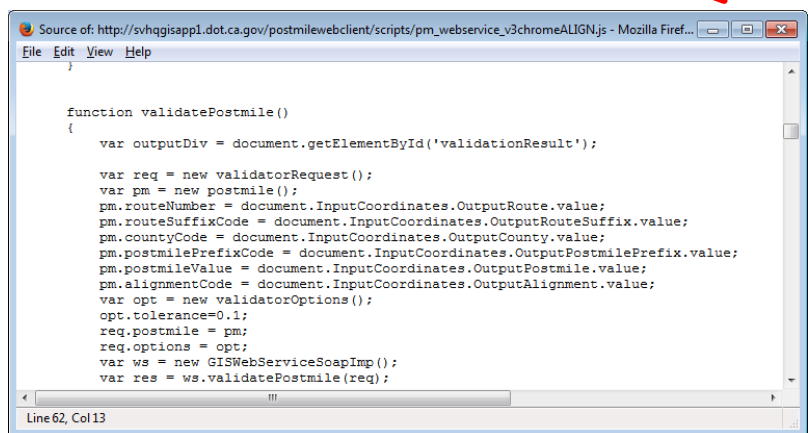 Source of: http://svhqgisapp1.dot.ca.gov/postmilewebclient/scripts/pm_webservice_v3chromeALIGN.js - Mozilla Firef...
File Edit View Help
}
function validatePostmile()
{
var outputDiv = document.getElementById('validationResult');
var req = new validatorRequest();
var pm = new postmile();
pm.routeNumber = document.InputCoordinates.OutputRoute.value;
pm.routeSuffixCode = document.InputCoordinates.OutputRouteSuffix.value;
pm.countyCode = document.InputCoordinates.OutputCounty.value;
pm.postmilePrefixCode = document.InputCoordinates.OutputPostmilePrefix.value;
pm.postmileValue = document.InputCoordinates.OutputPostmile.value;
pm.alignmentCode = document.InputCoordinates.OutputAlignment.value;
var opt = new validatorOptions();
opt.tolerance=0.1;
req.postmile = pm;
req.options = opt;
var ws = new GISWebServiceSoapImp();
var res = ws.validatePostmile(req);
Line 62, Col 13